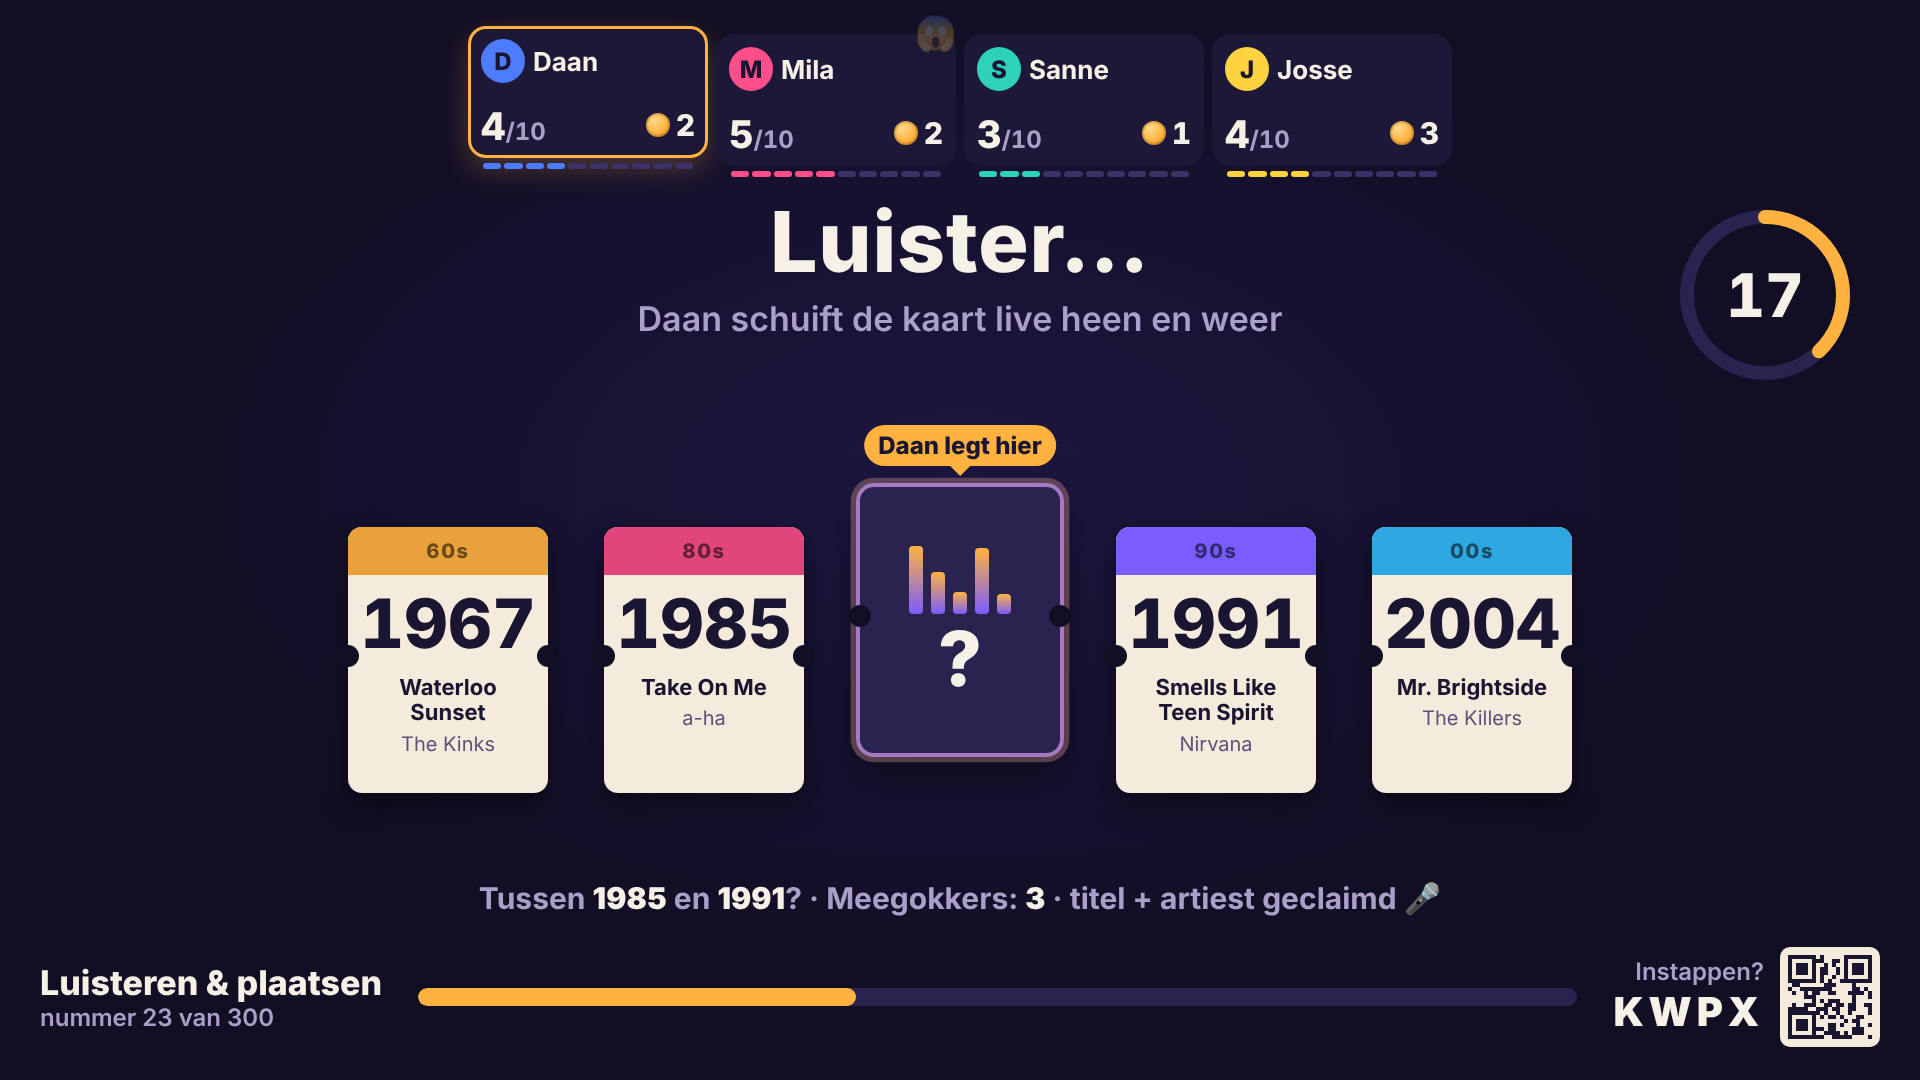 D Daan
4/10 2
M Mila
5/10 2
S Sanne
3/10 1
J Josse
4/10 3
Luister...
Daan schuift de kaart live heen en weer
17
Daan legt hier
60s
1967
Waterloo
Sunset
The Kinks
80s
1985
Take On Me
a-ha
?
90s
1991
Smells Like
Teen Spirit
Nirvana
00s
2004
Mr. Brightside
The Killers
Tussen 1985 en 1991? · Meegokkers: 3 · titel + artiest geclaimd 🎤
Luisteren & plaatsen
nummer 23 van 300
Instappen?
KWPX